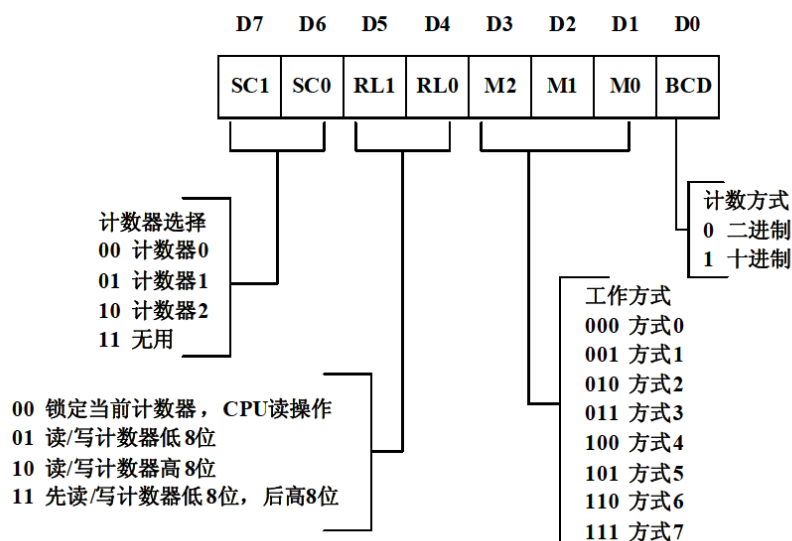 D7 D6 D5 D4 D3 D2 D1 D0
SC1 SC0 RL1 RL0 M2 M1 M0 BCD
计数方式
0 二进制
1 十进制
计数器选择
00 计数器0
01 计数器1
10 计数器2
11 无用
工作方式
000 方式0
001 方式1
010 方式2
011 方式3
100 方式4
101 方式5
110 方式6
111 方式7
00 锁定当前计数器，CPU读操作
01 读/写计数器低8位
10 读/写计数器高8位
11 先读/写计数器低8位，后高8位